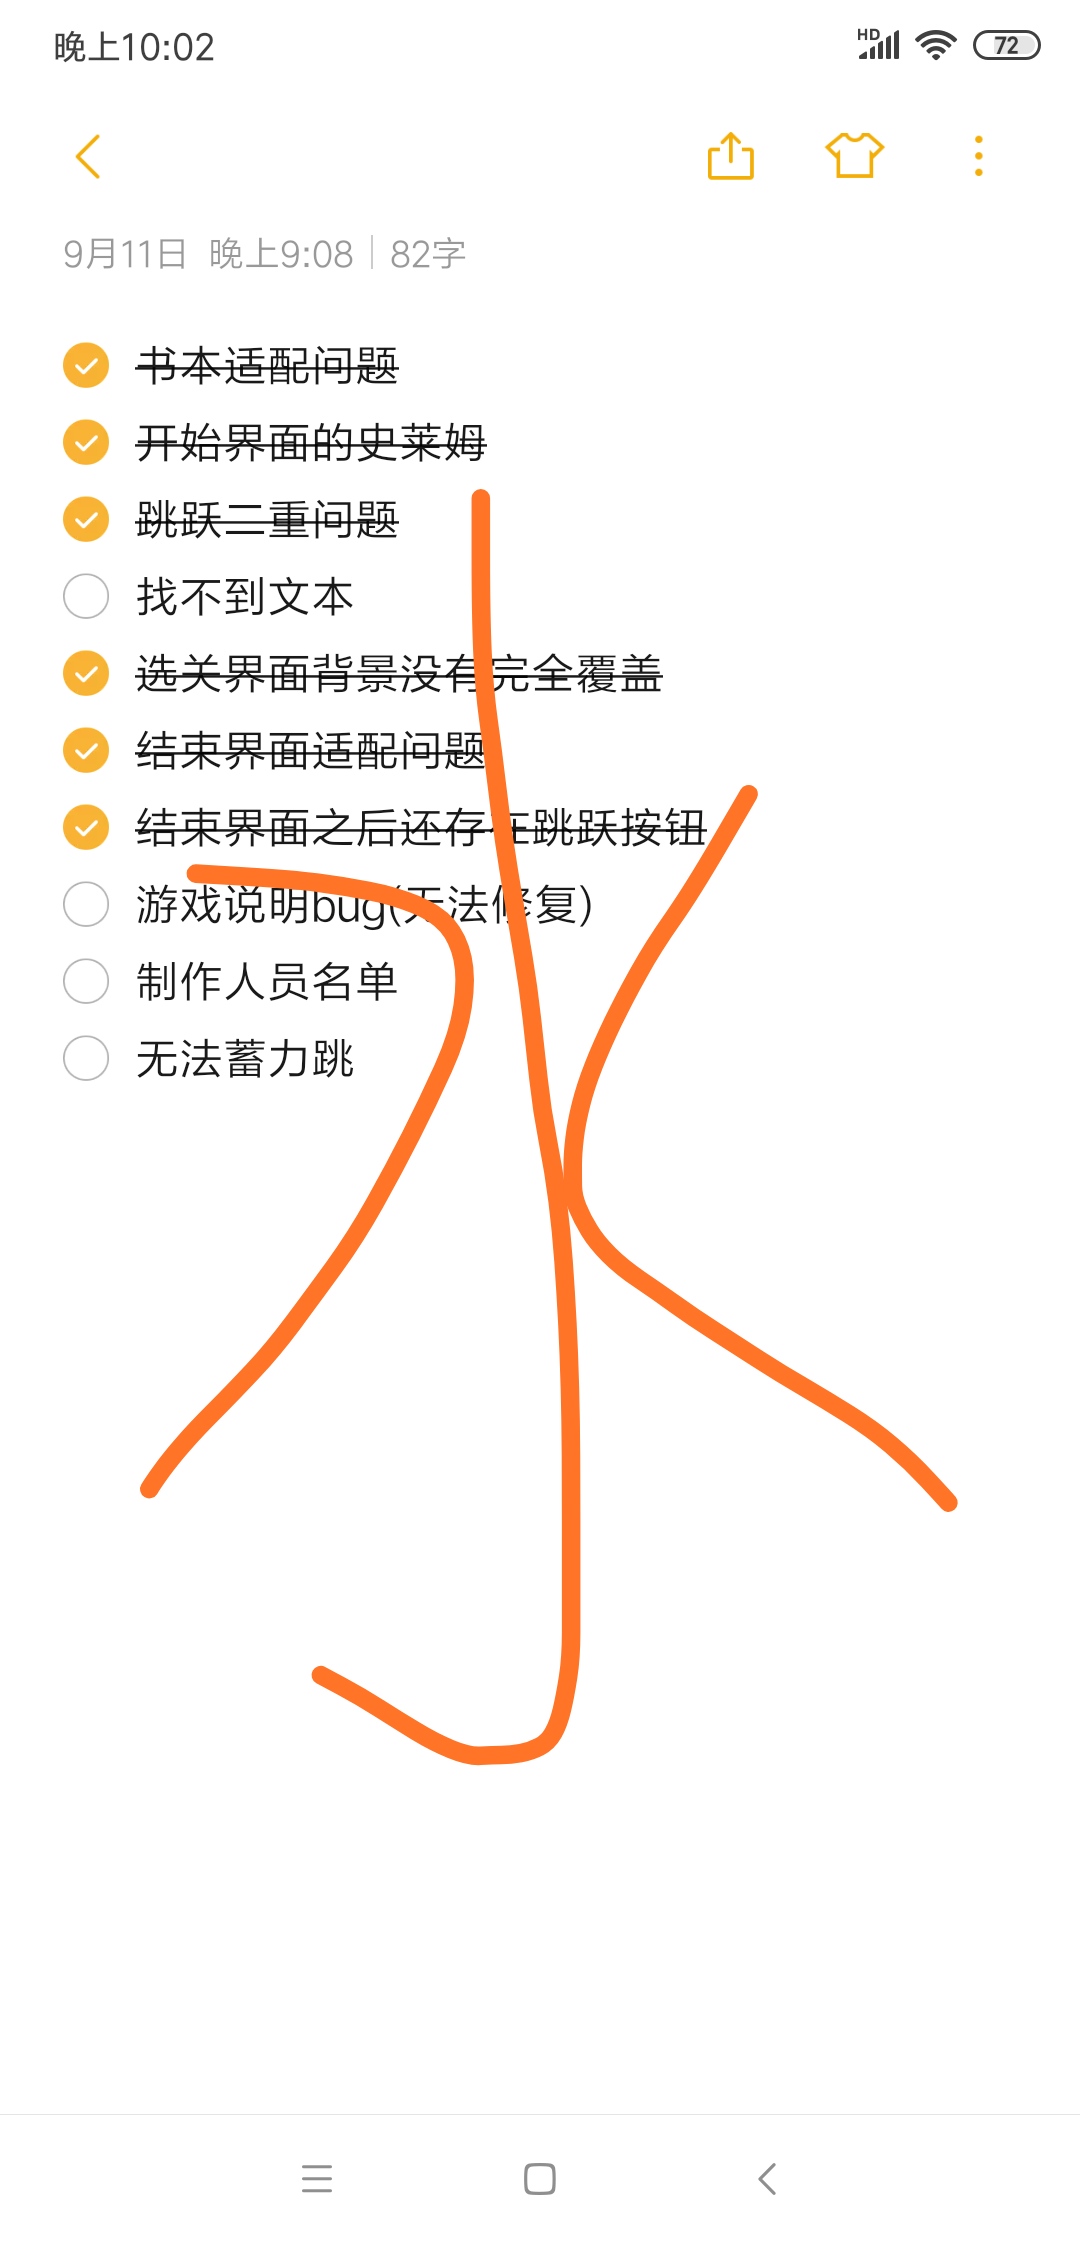 晚上10:02
HD
72
9月11日 晚上9:08 | 82字
书本适配问题
开始界面的史莱姆
跳跃二重问题
找不到文本
选关界面背景没有完全覆盖
结束界面适配问题
结束界面之后还存在跳跃按钮
游戏说明bug(无法修复)
制作人员名单
无法蓄力跳
水